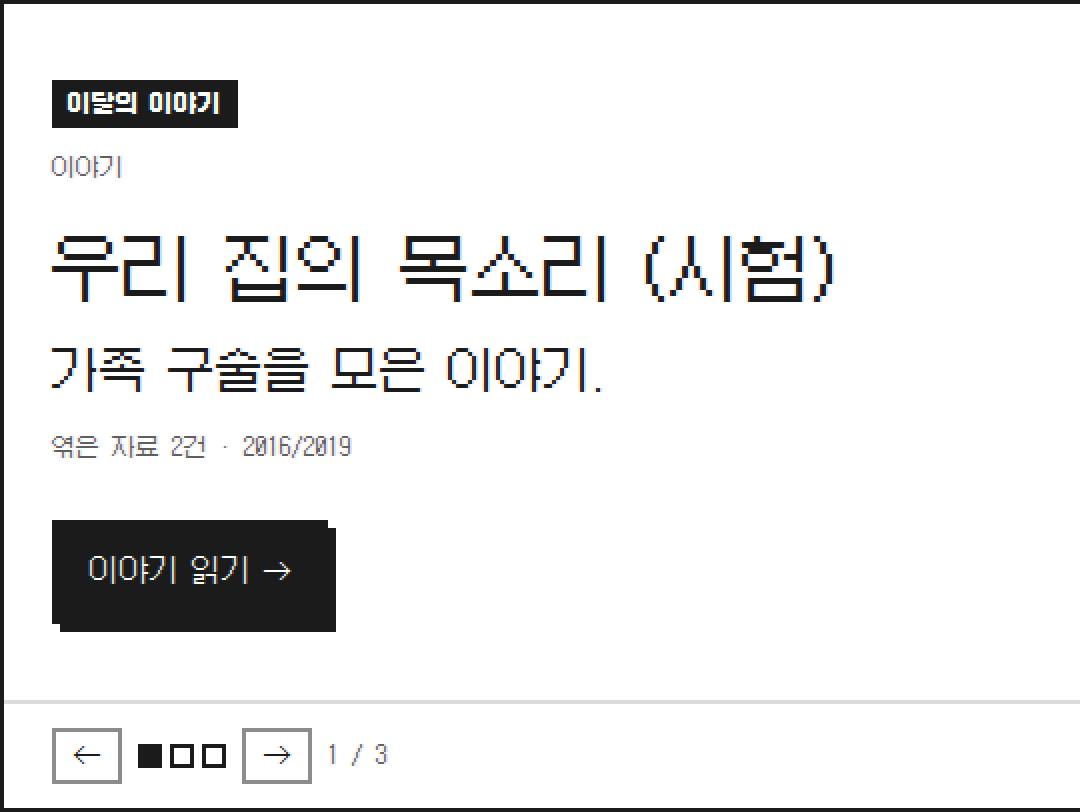 이달의 이야기
이야기
우리 집의 목소리 (시험)
가족 구술을 모은 이야기.
엮은 자료 2건 · 2016/2019
이야기 읽기 →
← → 1 / 3